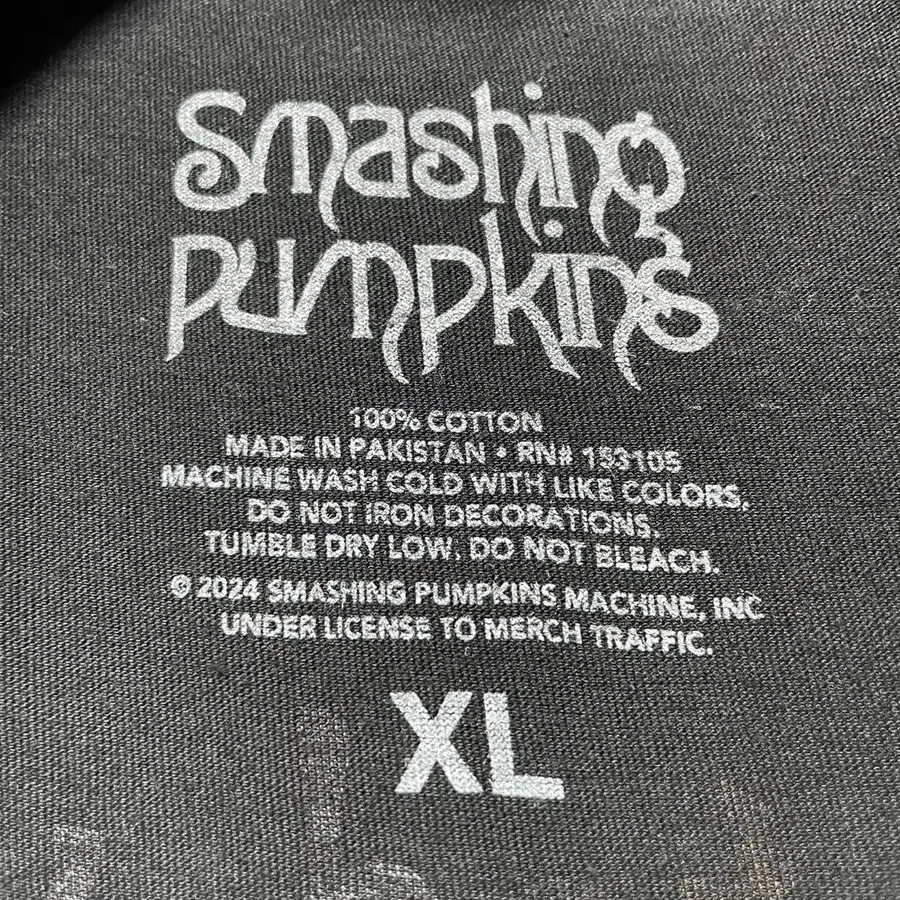 Smashing
pumpkins
100% COTTON
MADE IN PAKISTAN • RN# 153105
MACHINE WASH COLD WITH LIKE COLORS,
DO NOT IRON DECORATIONS.
TUMBLE DRY LOW. DO NOT BLEACH.
© 2024 SMASHING PUMPKINS MACHINE, INC
UNDER LICENSE TO MERCH TRAFFIC.
XL